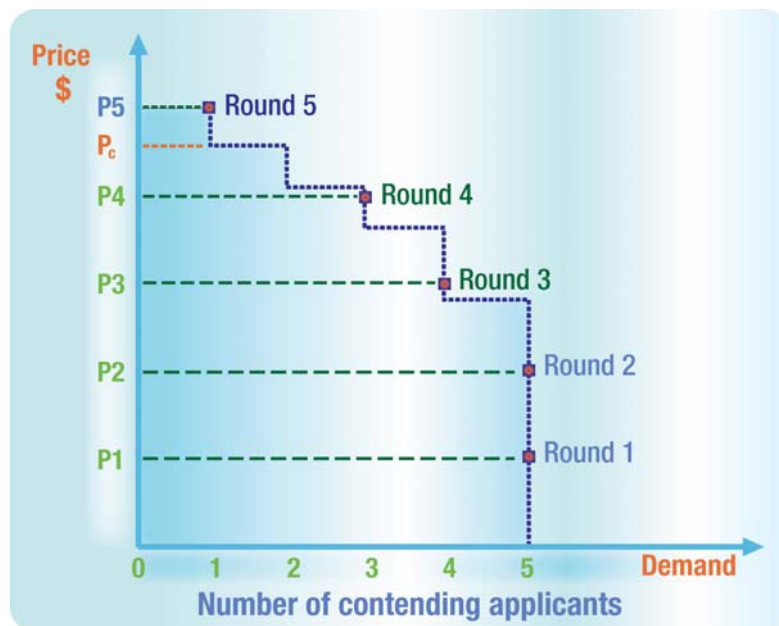 Price
$
P5
Round 5
Pc
P4
Round 4
P3
Round 3
P2
Round 2
P1
Round 1
0 1 2 3 4 5 Demand
Number of contending applicants